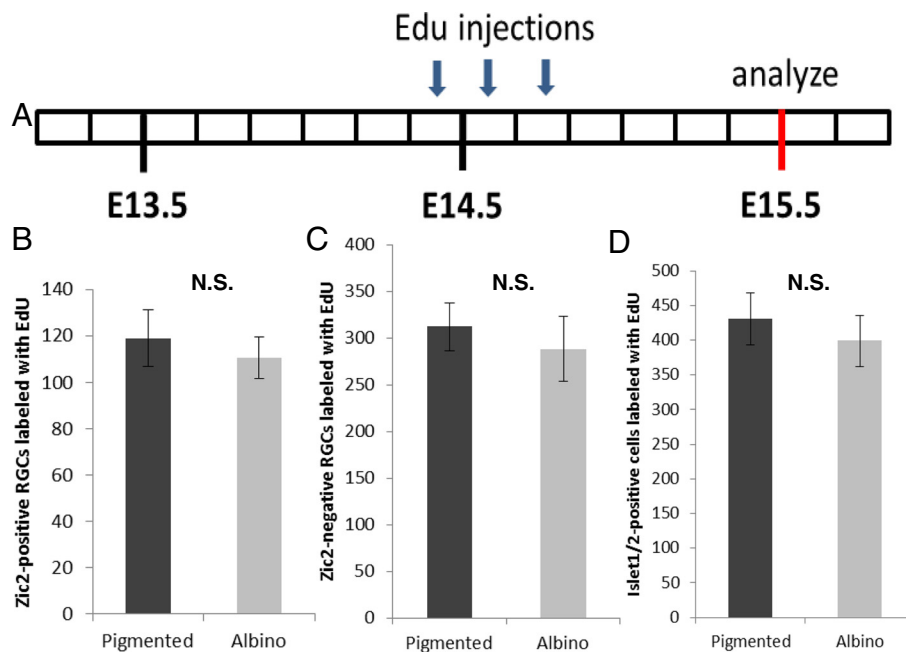 Edu injections
analyze
A
E13.5 E14.5 E15.5
B
N.S.
Zic2-positive RGCs labeled with EdU
140
120
100
80
60
40
20
0
Pigmented Albino
C
N.S.
Zic2-negative RGCs labeled with EdU
400
350
300
250
200
150
100
50
0
Pigmented Albino
D
N.S.
Islet1/2-positive cells labeled with EdU
500
450
400
350
300
250
200
150
100
50
0
Pigmented Albino